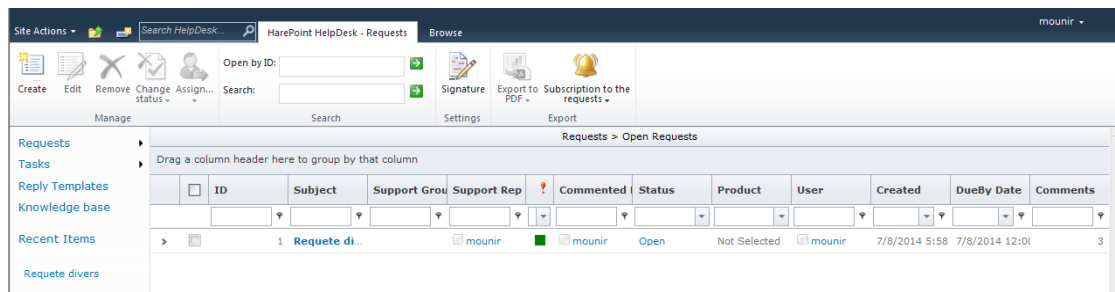 mounir
Site Actions Search HelpDesk... HarePoint HelpDesk - Requests Browse
Create Edit Remove Change status Assign... Open by ID: Search: Signature Export to PDF Subscription to the requests
Manage Search Settings Export
Requests > Open Requests
Requests
Tasks
Reply Templates
Knowledge base
Recent Items
Requete divers
Drag a column header here to group by that column
ID Subject Support Grou Support Rep ! Commented Status Product User Created DueBy Date Comments
1 Requete di... mounir mounir Open Not Selected mounir 7/8/2014 5:58 7/8/2014 12:0 3